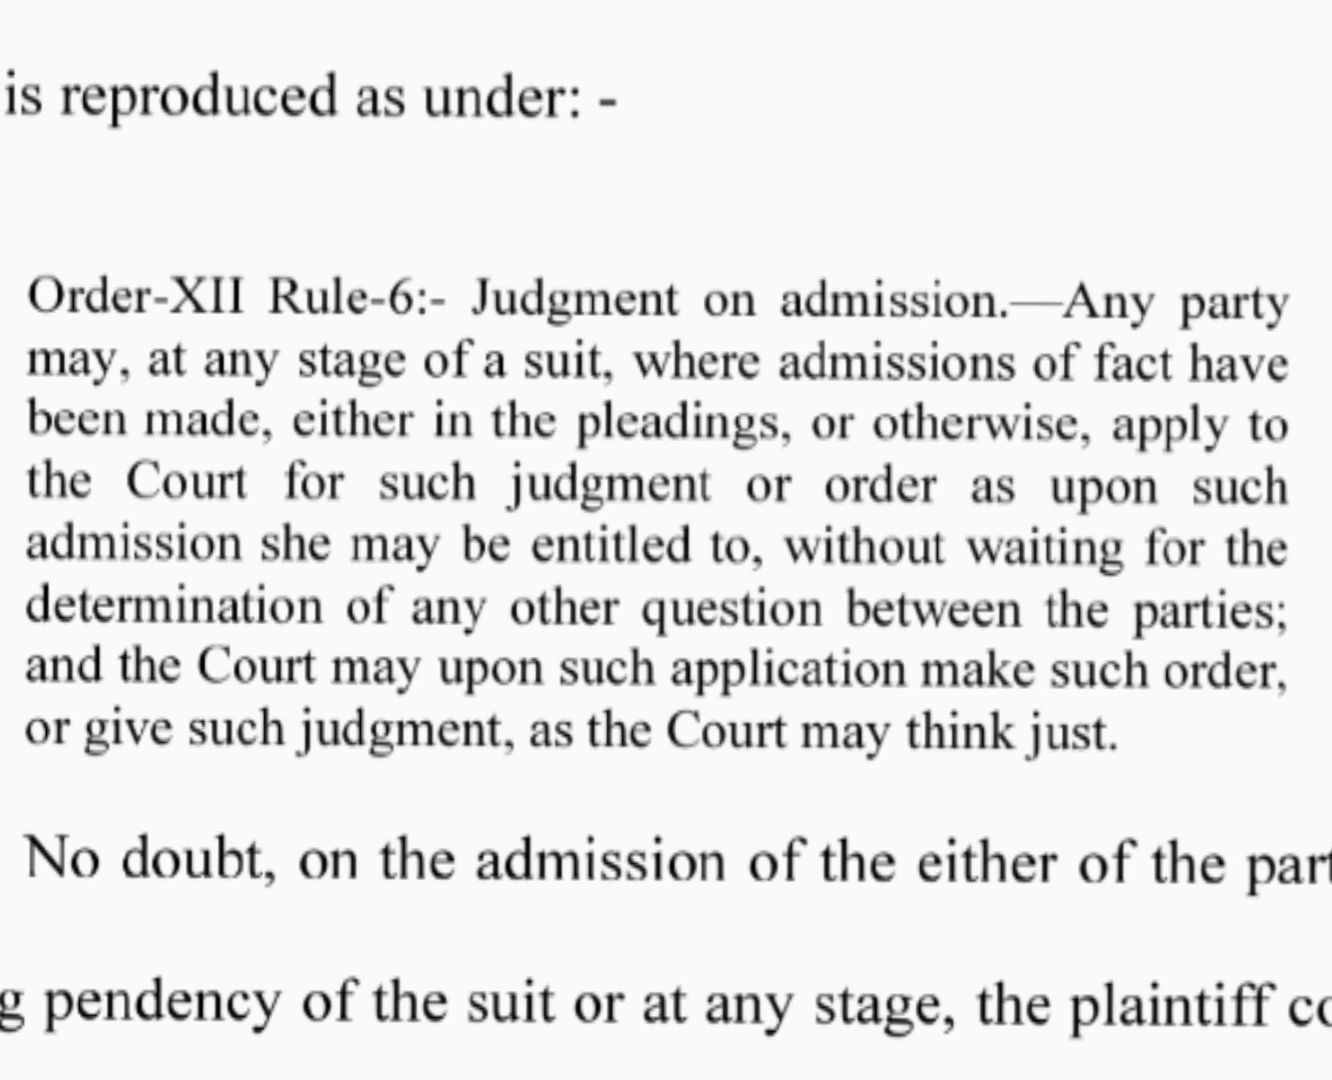 is reproduced as under: -
Order-XII Rule-6:- Judgment on admission.—Any party
may, at any stage of a suit, where admissions of fact have
been made, either in the pleadings, or otherwise, apply to
the Court for such judgment or order as upon such
admission she may be entitled to, without waiting for the
determination of any other question between the parties;
and the Court may upon such application make such order,
or give such judgment, as the Court may think just.
No doubt, on the admission of the either of the part
g pendency of the suit or at any stage, the plaintiff co